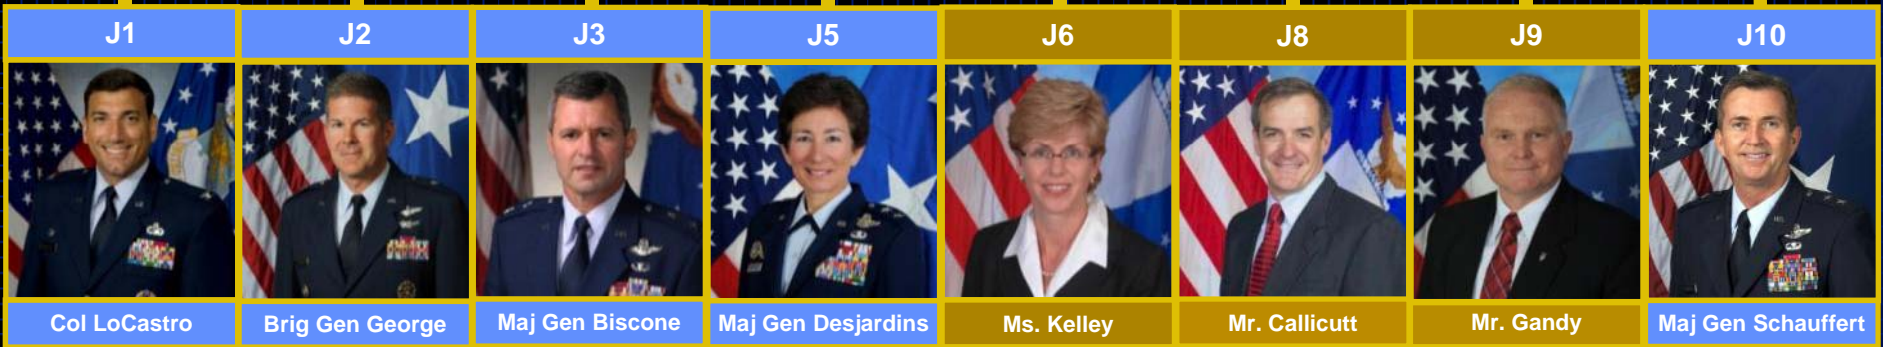 J1
J2
J3
J5
J6
J8
J9
J10
Col LoCastro
Brig Gen George
Maj Gen Biscone
Maj Gen Desjardins
Ms. Kelley
Mr. Callicutt
Mr. Gandy
Maj Gen Schauffert